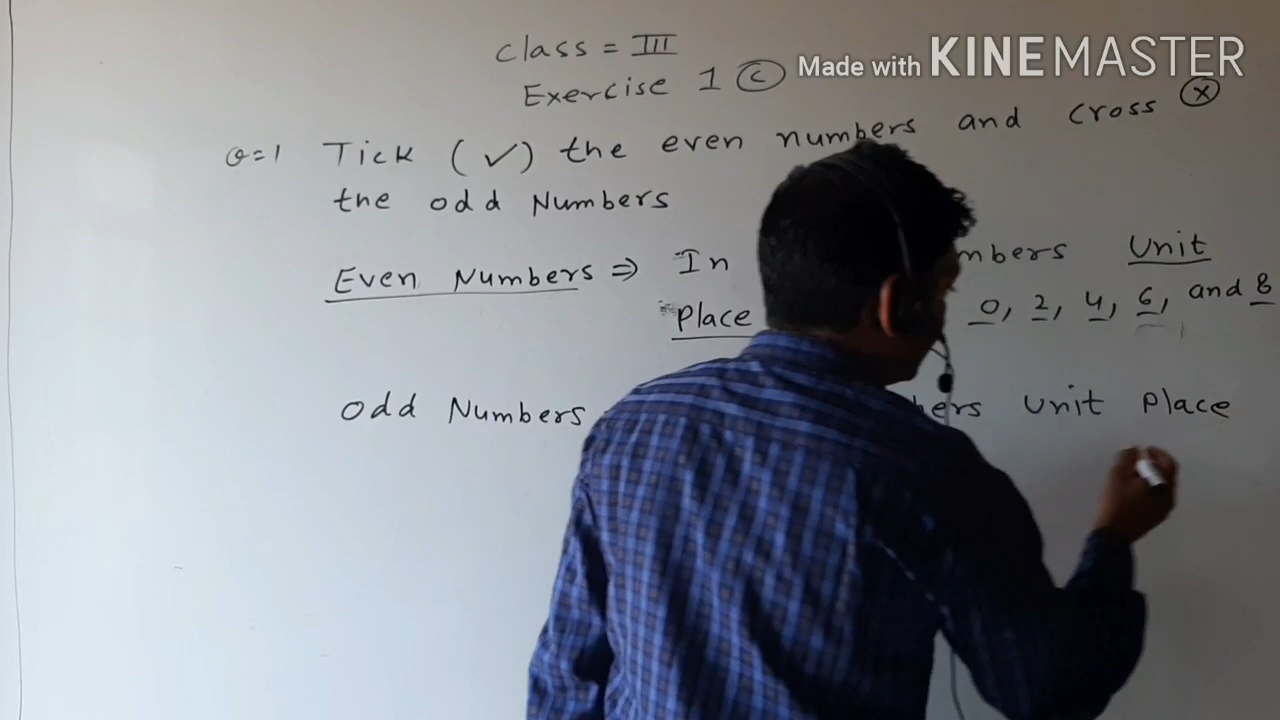 class = III
Made with KINEMASTER
Exercise 1 (C)
Q=1 Tick (✓) the even numbers and cross (X)
the odd Numbers
Even Numbers ⇒ In mbers Unit
Place 0, 2, 4, 6, and 8
Odd Numbers bers Unit Place